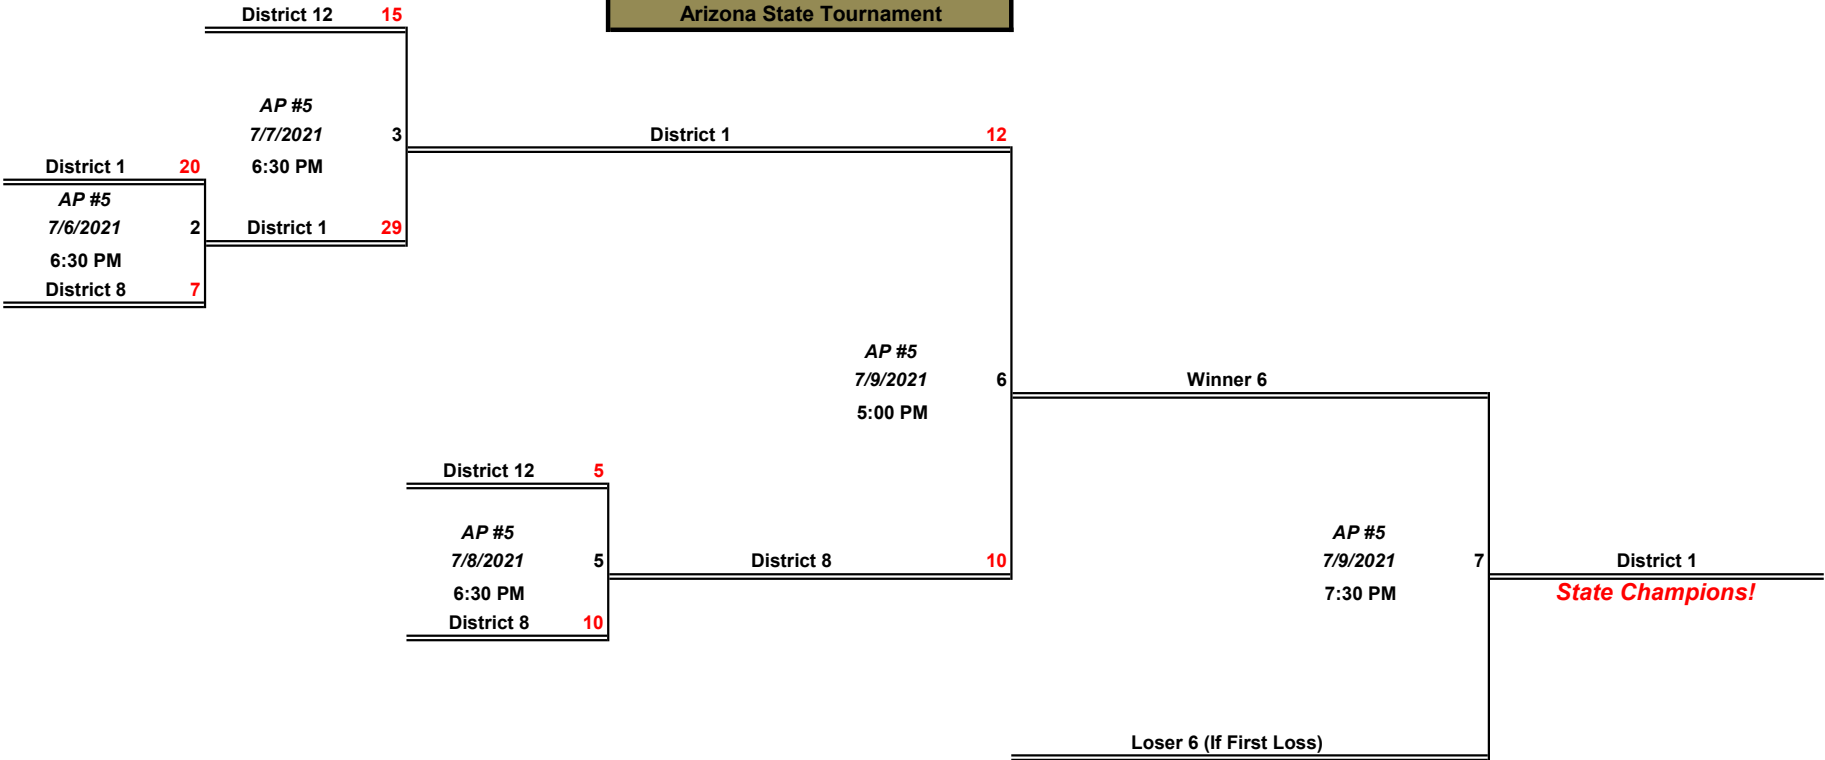 District 12 15
Arizona State Tournament
AP #5
7/7/2021 3
District 1 12
District 1 20
6:30 PM
AP #5
7/6/2021 2
District 1 29
6:30 PM
District 8 7
AP #5
7/9/2021 6
Winner 6
5:00 PM
District 12 5
AP #5
7/8/2021 5
District 8 10
AP #5
7/9/2021 7
District 1
6:30 PM
7:30 PM
State Champions!
District 8 10
Loser 6 (If First Loss)